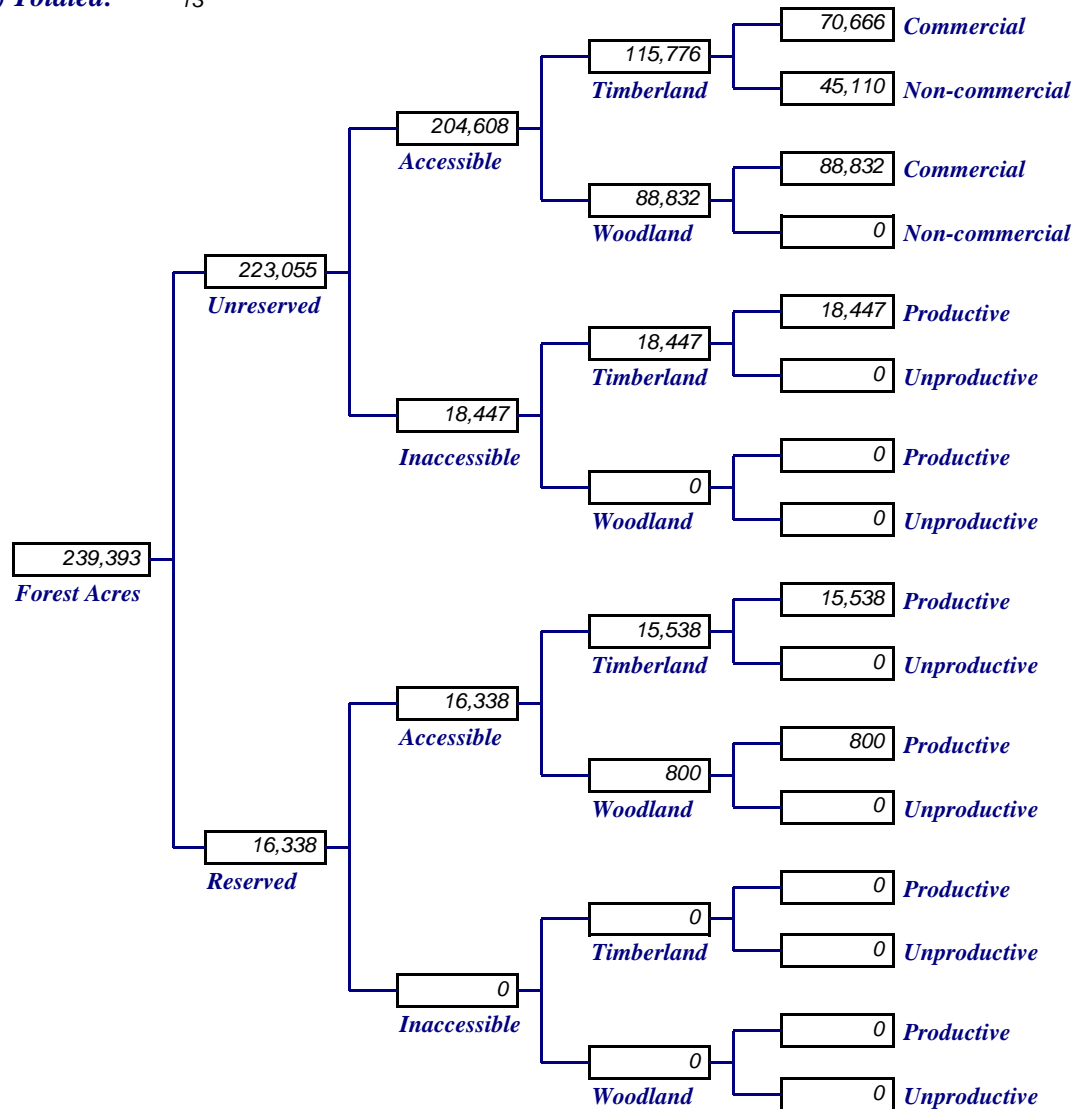 Totaled: 13
70,666 Commercial
115,776
Timberland
45,110 Non-commercial
204,608
Accessible
88,832 Commercial
88,832
Woodland
0 Non-commercial
223,055
Unreserved
18,447 Productive
18,447
Timberland
0 Unproductive
18,447
Inaccessible
0 Productive
0
Woodland
0 Unproductive
239,393
Forest Acres
15,538 Productive
15,538
Timberland
0 Unproductive
16,338
Accessible
800 Productive
800
Woodland
0 Unproductive
16,338
Reserved
0 Productive
0
Timberland
0 Unproductive
0
Inaccessible
0 Productive
0
Woodland
0 Unproductive